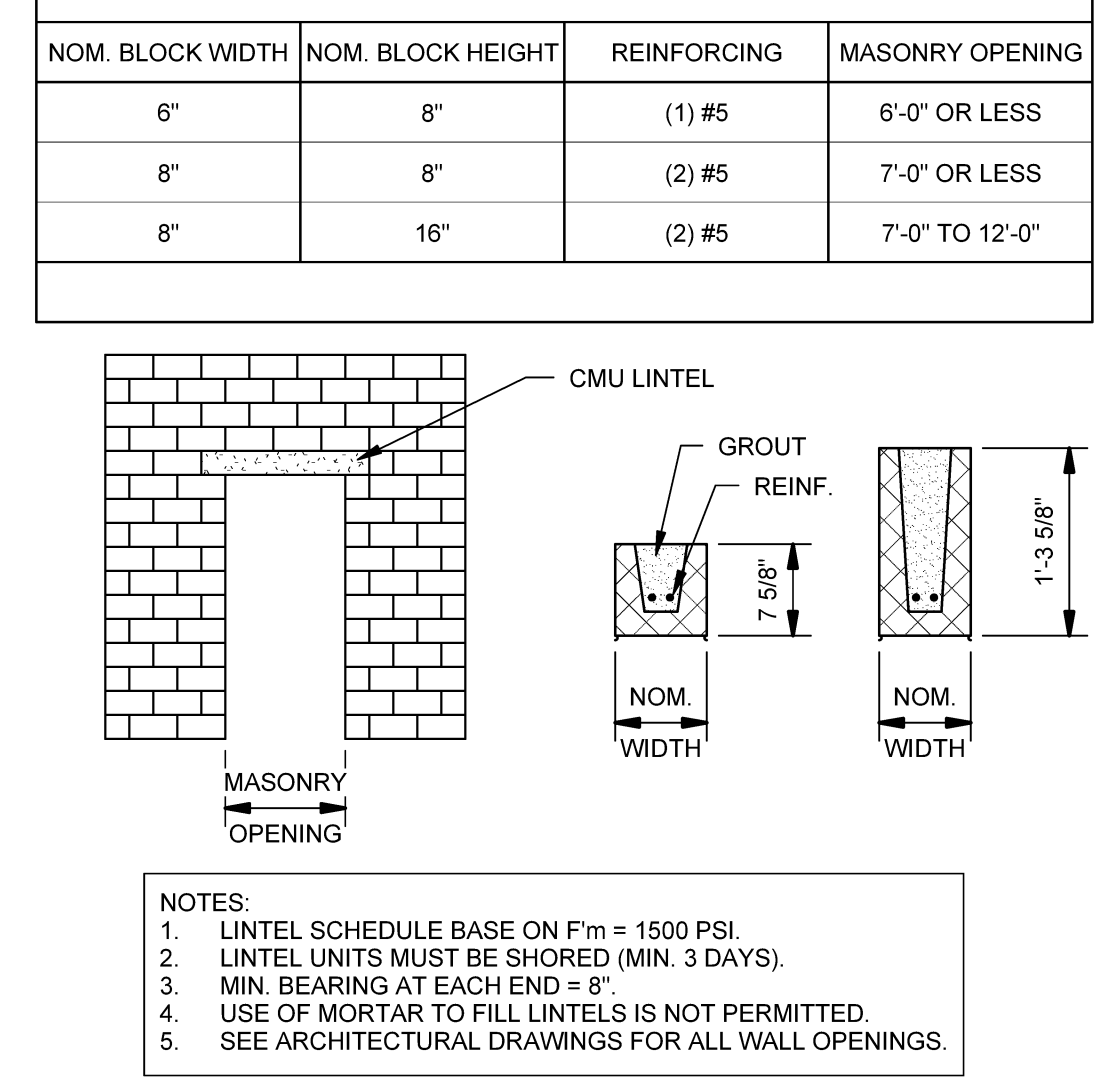 NOM. BLOCK WIDTH NOM. BLOCK HEIGHT REINFORCING MASONRY OPENING
6" 8" (1) #5 6'-0" OR LESS
8" 8" (2) #5 7'-0" OR LESS
8" 16" (2) #5 7'-0" TO 12'-0"
CMU LINTEL
GROUT
REINF.
7 5/8"
1'-3 5/8"
NOM.
WIDTH
NOM.
WIDTH
MASONRY
OPENING
NOTES:
1. LINTEL SCHEDULE BASE ON F'm = 1500 PSI.
2. LINTEL UNITS MUST BE SHORED (MIN. 3 DAYS).
3. MIN. BEARING AT EACH END = 8".
4. USE OF MORTAR TO FILL LINTELS IS NOT PERMITTED.
5. SEE ARCHITECTURAL DRAWINGS FOR ALL WALL OPENINGS.